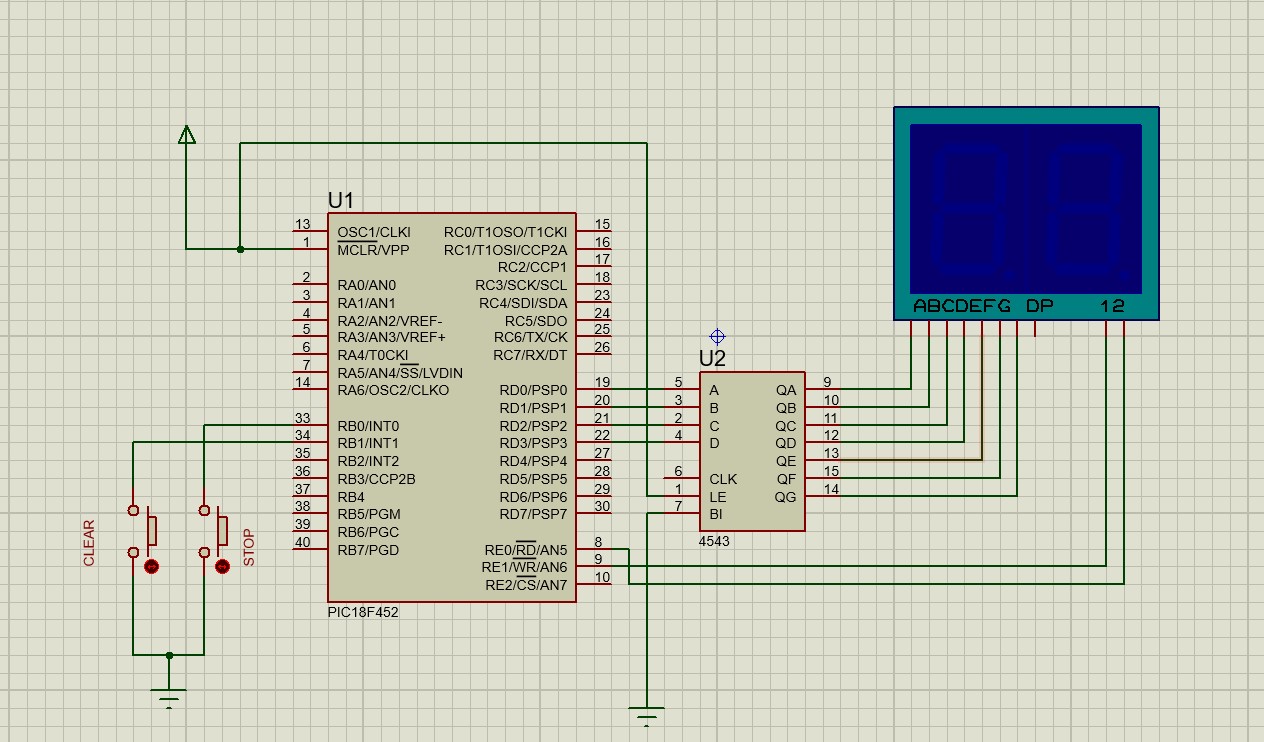 U1
13 OSC1/CLKI RC0/T1OSO/T1CKI 15
1 MCLR/VPP RC1/T1OSI/CCP2A 16
RC2/CCP1 17
2 RA0/AN0 RC3/SCK/SCL 18
3 RA1/AN1 RC4/SDI/SDA 23
4 RA2/AN2/VREF- RC5/SDO 24
5 RA3/AN3/VREF+ RC6/TX/CK 25
6 RA4/T0CKI RC7/RX/DT 26
7 RA5/AN4/SS/LVDIN
14 RA6/OSC2/CLKO RD0/PSP0 19
RD1/PSP1 20
33 RB0/INT0 RD2/PSP2 21
34 RB1/INT1 RD3/PSP3 22
35 RB2/INT2 RD4/PSP4 27
36 RB3/CCP2B RD5/PSP5 28
37 RB4 RD6/PSP6 29
38 RB5/PGM RD7/PSP7 30
39 RB6/PGC
40 RB7/PGD RE0/RD/AN5 8
RE1/WR/AN6 9
RE2/CS/AN7 10
PIC18F452
CLEAR
STOP
U2
5 A QA 9
3 B QB 10
2 C QC 11
4 D QD 12
QE 13
6 CLK QF 15
1 LE QG 14
7 BI
4543
ABCDEFG DP 12